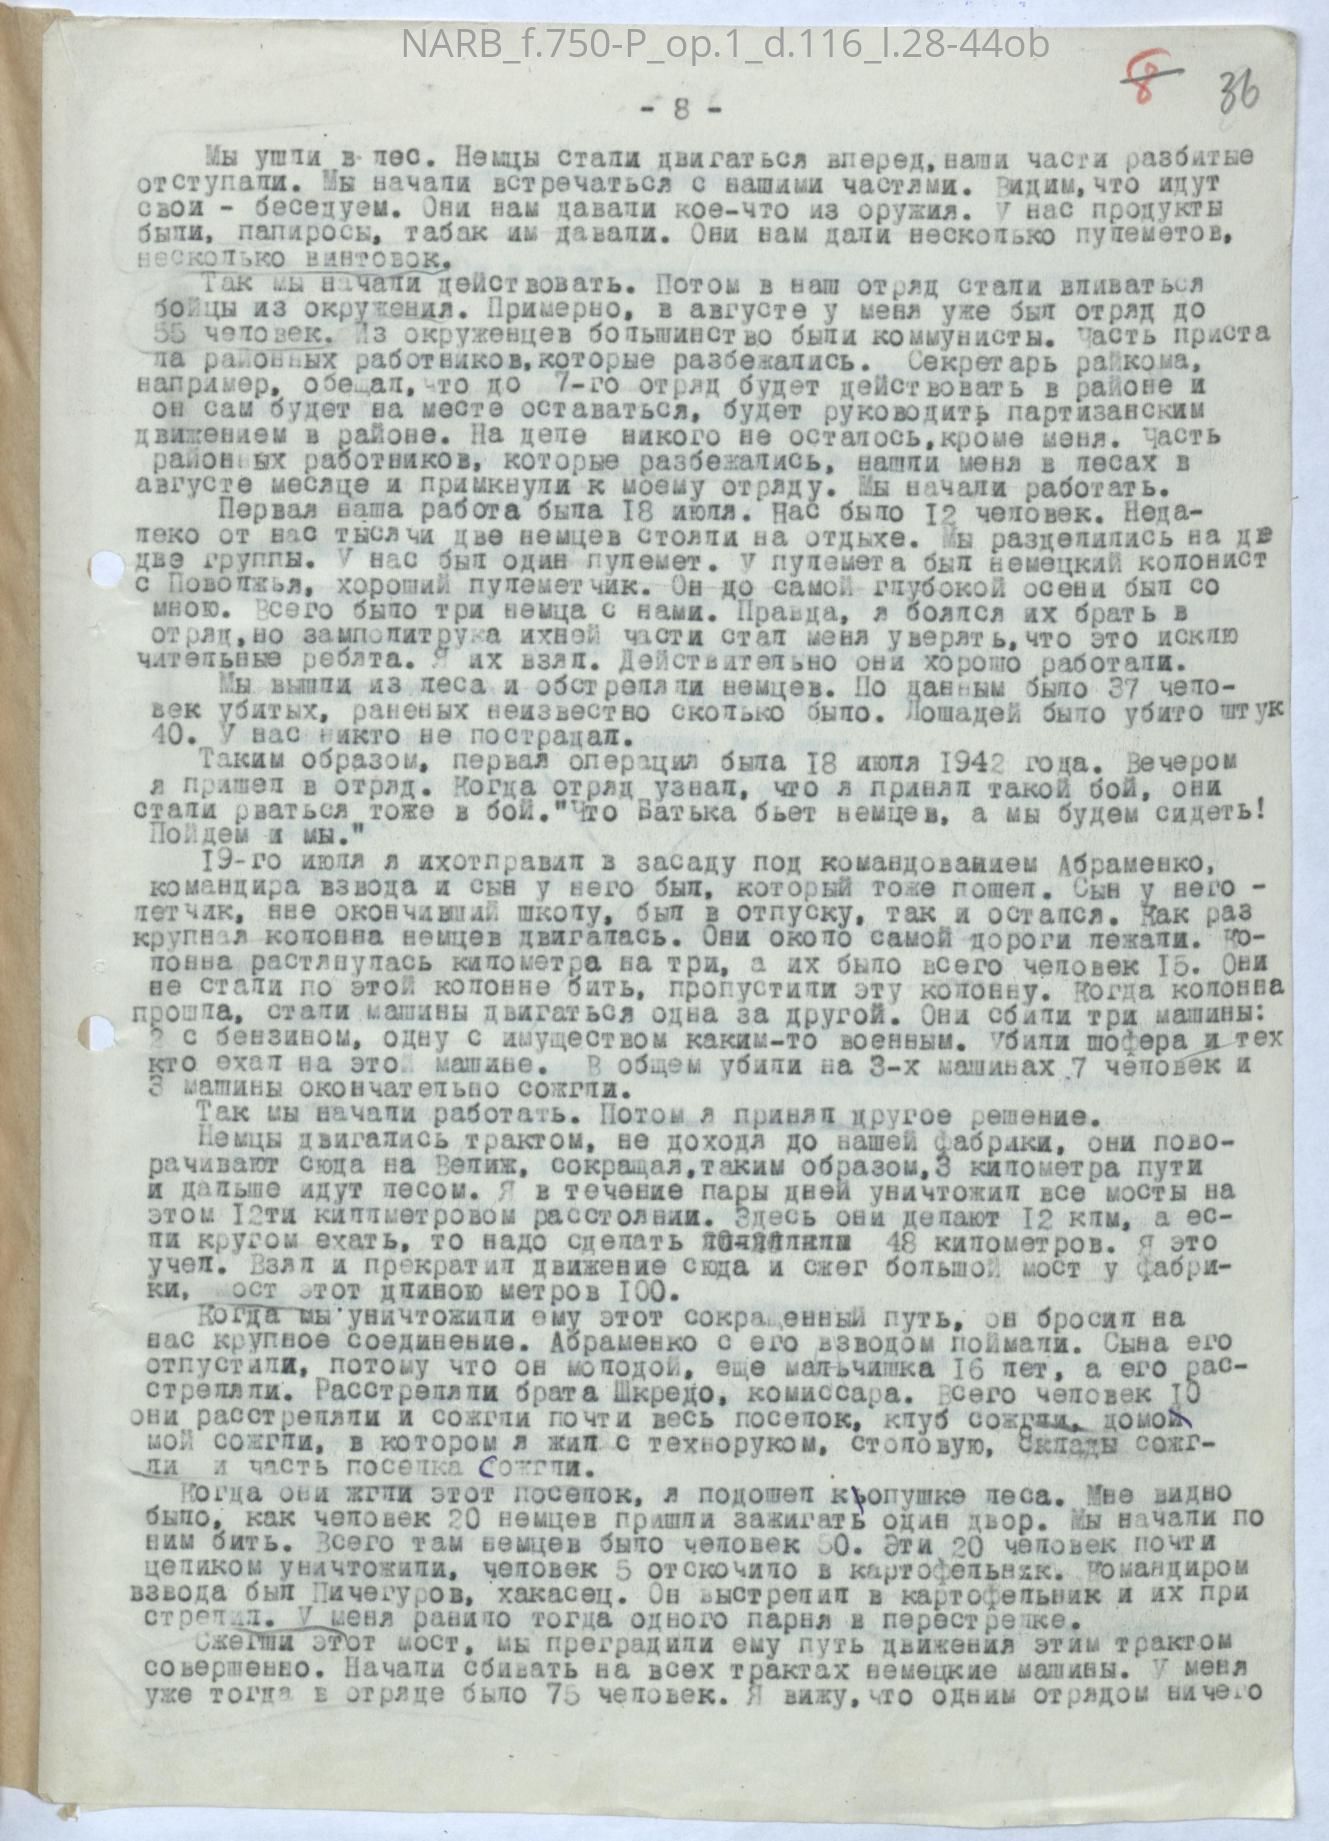 NARB_f.750-P_op.1_d.116_l.28-44ob
8 36
- 8 -
Мы ушли в лес. Немцы стали двигаться вперед,наши части разбитые
отступали. Мы начали встречаться с нашими частями. Видим,что идут
свои - беседуем. Они нам давали кое-что из оружия. У нас продукты
были, папиросы, табак им давали. Они нам дали несколько пулеметов,
несколько винтовок.
Так мы начали действовать. Потом в наш отряд стали вливаться
бойцы из окружения. Примерно, в августе у меня уже был отряд до
55 человек. Из окруженцев большинство были коммунисты. Часть приста
ла районных работников,которые разбежались. Секретарь райкома,
например, обещал,что до 7-го отряд будет действовать в районе и
он сам будет на месте оставаться, будет руководить партизанским
движением в районе. На деле никого не осталось,кроме меня. Часть
районных работников, которые разбежались, нашли меня в лесах в
августе месяце и примкнули к моему отряду. Мы начали работать.
Первая наша работа была 18 июля. Нас было 12 человек. Неда-
леко от нас тысячи две немцев стояли на отдыхе. Мы разделились на две
две группы. У нас был один пулемет. У пулемета был немецкий колонист
с Поволжья, хороший пулеметчик. Он до самой глубокой осени был со
мною. Всего было три немца с нами. Правда, я боялся их брать в
отряд,но замполитрука ихней части стал меня уверять,что это исклю
чительные ребята. Я их взял. Действительно они хорошо работали.
Мы вышли из леса и обстреляли немцев. По данным было 37 чело-
век убитых, раненых неизвестно сколько было. Лошадей было убито штук
40. У нас никто не пострадал.
Таким образом, первая операция была 18 июля 1942 года. Вечером
я пришел в отряд. Когда отряд узнал, что я принял такой бой, они
стали рваться тоже в бой."Что Батька бьет немцев, а мы будем сидеть!
Пойдем и мы."
19-го июля я ихотправил в засаду под командованием Абраменко,
командира взвода и сын у него был, который тоже пошел. Сын у него -
летчик, нне окончивший школу, был в отпуску, так и остался. Как раз
крупная колонна немцев двигалась. Они около самой дороги лежали. Ко-
лонна растянулась километра на три, а их было всего человек 15. Они
не стали по этой колонне бить, пропустили эту колонну. Когда колонна
прошла, стали машины двигаться одна за другой. Они сбили три машины:
2 с бензином, одну с имуществом каким-то военным. Убили шофера и тех
кто ехал на этой машине. В общем убили на 3-х машинах 7 человек и
3 машины окончательно сожгли.
Так мы начали работать. Потом я принял другое решение.
Немцы двигались трактом, не доходя до нашей фабрики, они пово-
рачивают сюда на Велиж, сокращая,таким образом,3 километра пути
и дальше идут лесом. Я в течение пары дней уничтожил все мосты на
этом 12ти киллметровом расстоянии. Здесь они делают 12 клм, а ес-
ли кругом ехать, то надо сделать 48 километров. Я это
учел. Взял и прекратил движение сюда и сжег большой мост у фабри-
ки, мост этот длиною метров 100.
Когда мы уничтожили ему этот сокращенный путь, он бросил на
нас крупное соединение. Абраменко с его взводом поймали. Сына его
отпустили, потому что он молодой, еще мальчишка 16 лет, а его рас-
стреляли. Расстреляли брата Шкредо, комиссара. Всего человек 10
они расстреляли и сожгли почти весь поселок, клуб сожгли, домой
мой сожгли, в котором я жил с техноруком, столовую, склады сожг-
ли и часть поселка сожгли.
Когда они жгли этот поселок, я подошел к опушке леса. Мне видно
было, как человек 20 немцев пришли зажигать один двор. Мы начали по
ним бить. Всего там немцев было человек 50. Эти 20 человек почти
целиком уничтожили, человек 5 отскочило в картофельник. Командиром
взвода был Пичегуров, хакасец. Он выстрелил в картофельник и их при
стрелил. У меня ранило тогда одного парня в перестрелке.
Сжегши этот мост, мы преградили ему путь движения этим трактом
совершенно. Начали сбивать на всех трактах немецкие машины. У меня
уже тогда в отряде было 75 человек. Я вижу,что одним отрядом ничего